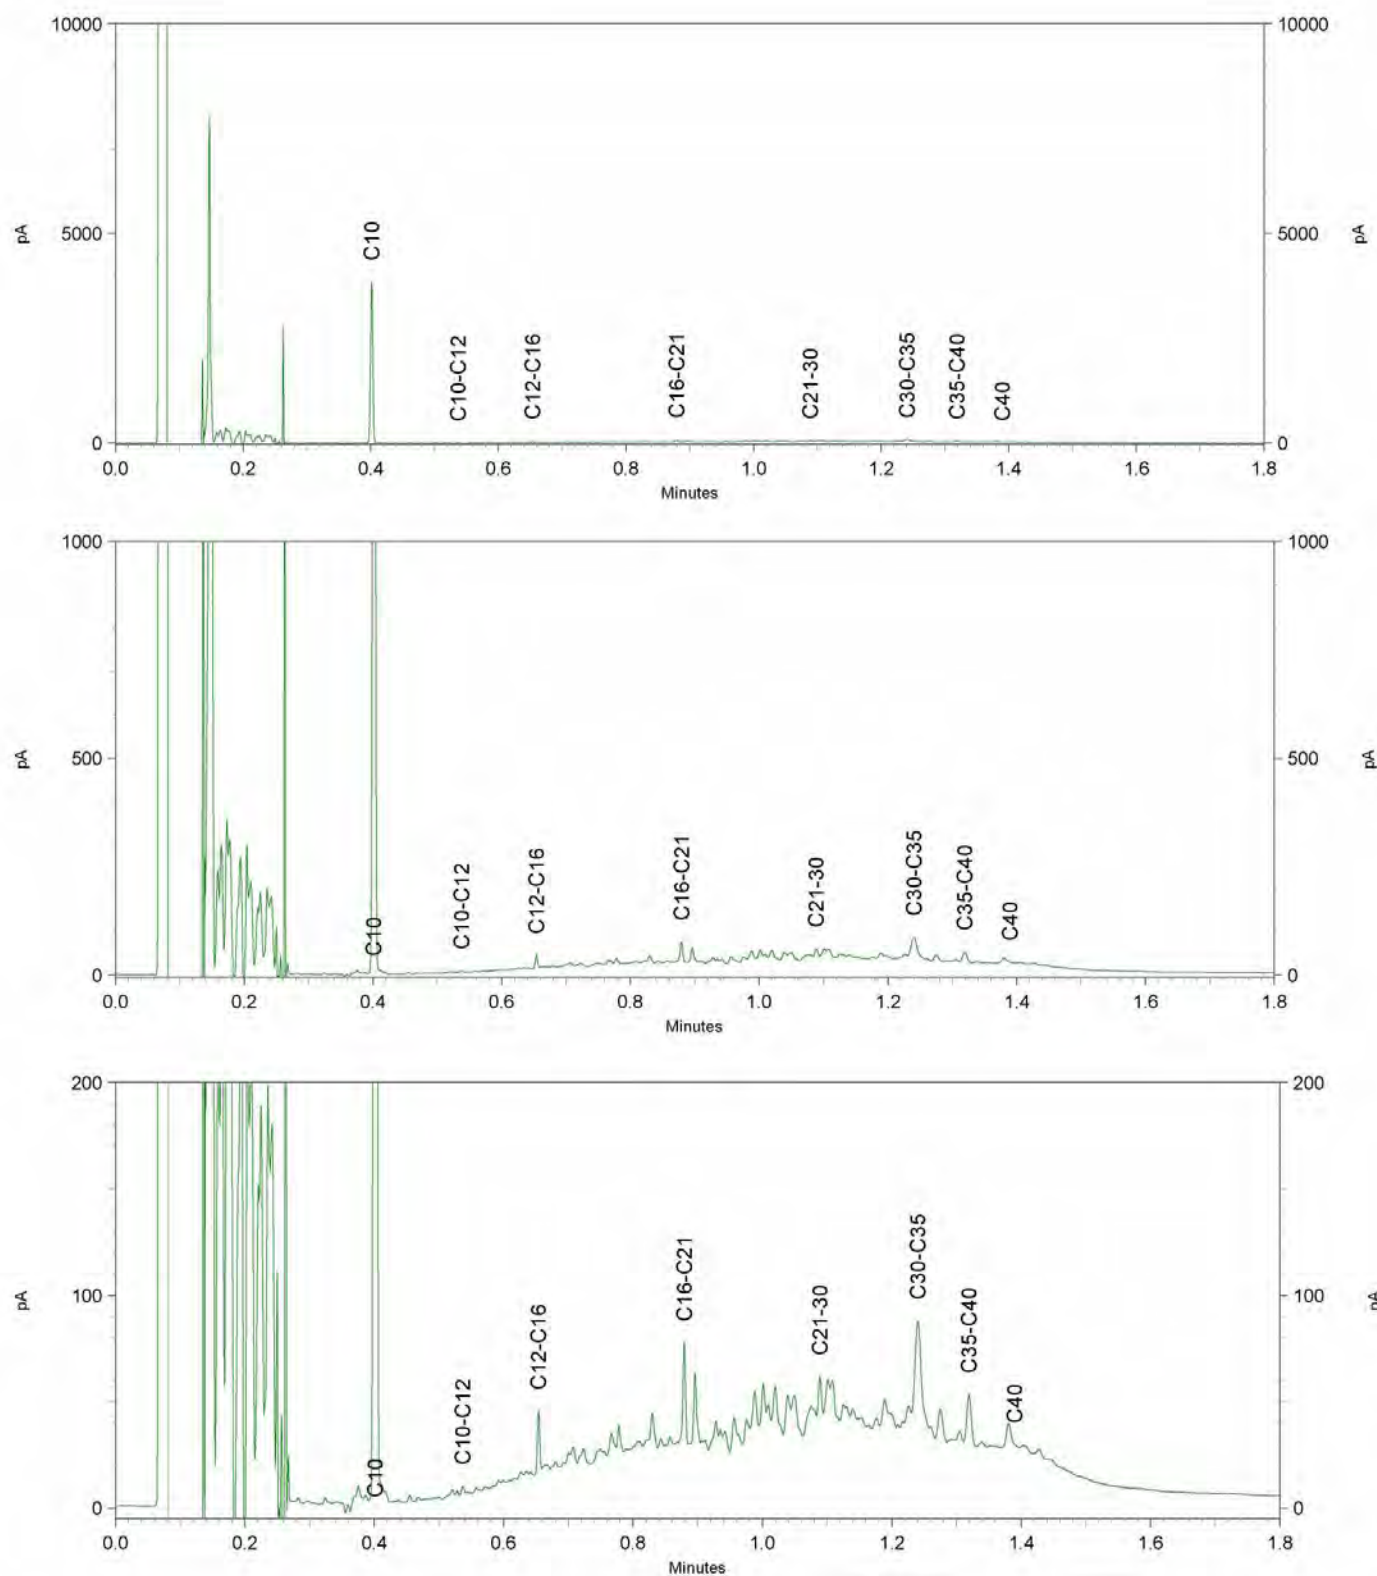 10000 10000
pA 5000 5000 pA
C10
C10-C12 C12-C16 C16-C21 C21-30 C30-C35 C35-C40 C40
0 0
0.0 0.2 0.4 0.6 0.8 1.0 1.2 1.4 1.6 1.8
Minutes
1000 1000
pA 500 500 pA
C10 C10-C12 C12-C16 C16-C21 C21-30 C30-C35 C35-C40 C40
0 0
0.0 0.2 0.4 0.6 0.8 1.0 1.2 1.4 1.6 1.8
Minutes
200 200
pA 100 100 pA
C10 C10-C12 C12-C16 C16-C21 C21-30 C30-C35 C35-C40 C40
0 0
0.0 0.2 0.4 0.6 0.8 1.0 1.2 1.4 1.6 1.8
Minutes